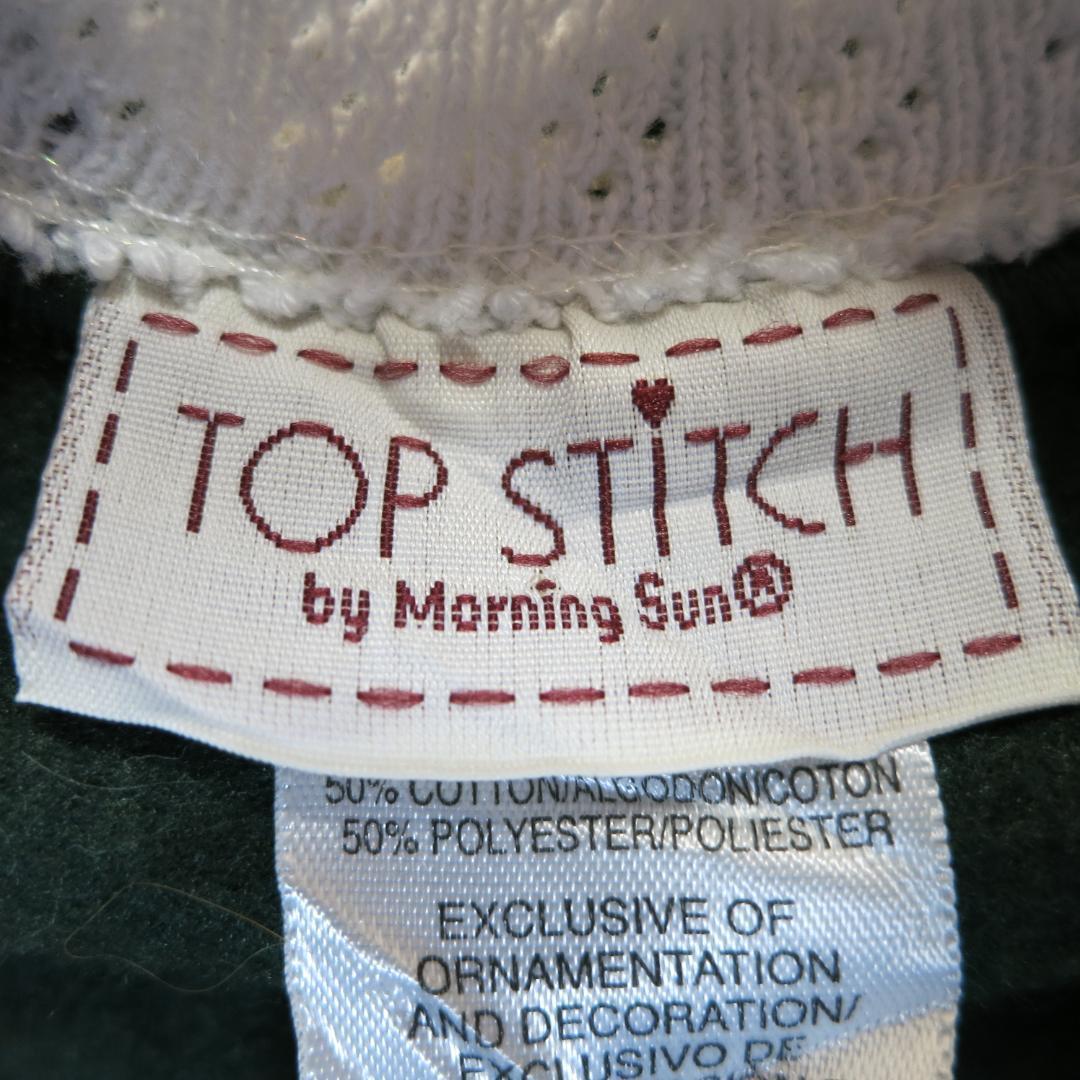 TOP STiTCH
by Morning Sun®
50% COTTON/ALGODON/COTON
50% POLYESTER/POLIESTER
EXCLUSIVE OF
ORNAMENTATION
AND DECORATION/
EXCLUSIVO DE